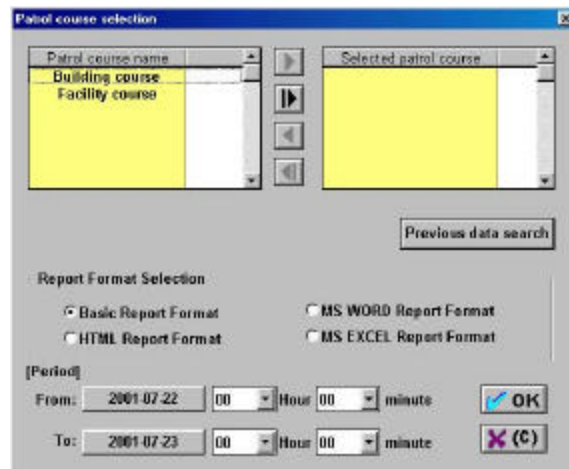 Patrol course selection
Patrol course name
Selected patrol course
Building course
Facility course
Previous data search
Report Format Selection
Basic Report Format
MS WORD Report Format
HTML Report Format
MS EXCEL Report Format
[Period]
From: 2001-07-22 00 Hour 00 minute OK
To: 2001-07-23 00 Hour 00 minute (C)